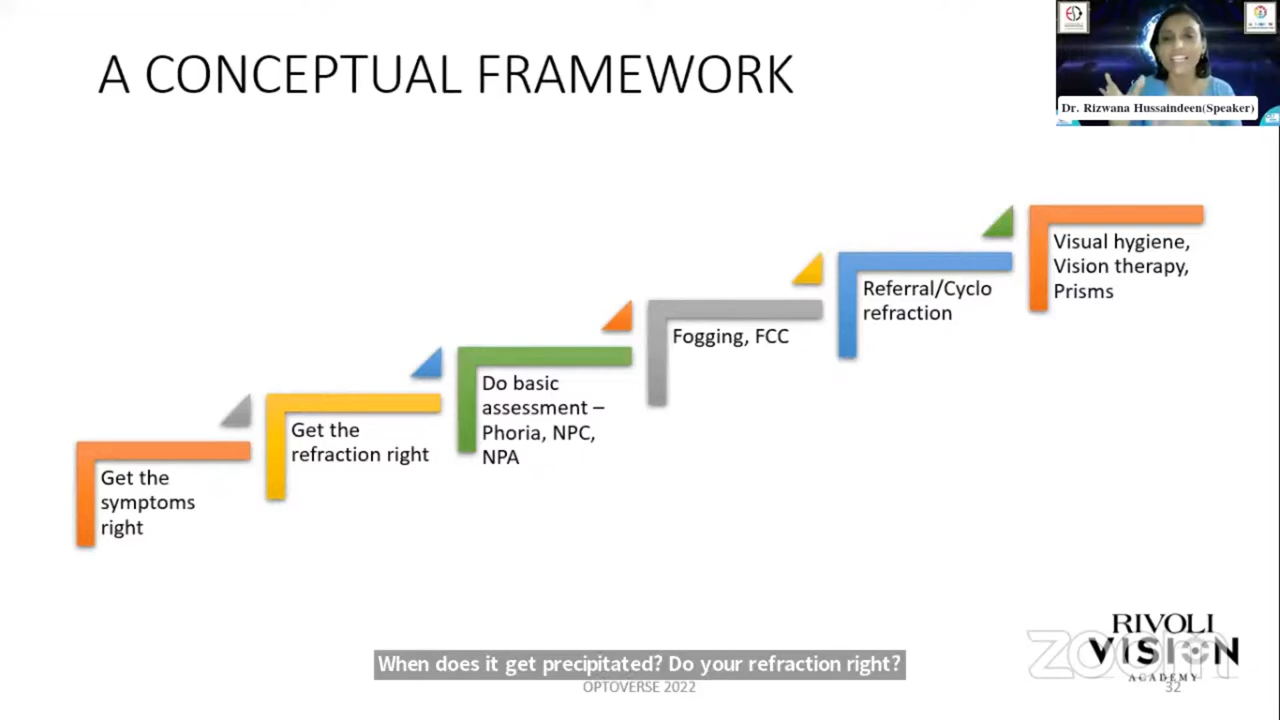 A CONCEPTUAL FRAMEWORK
Dr. Rizwana Hussaindeen(Speaker)
Get the
symptoms
right
Get the
refraction right
Do basic
assessment –
Phoria, NPC,
NPA
Fogging, FCC
Referral/Cyclo
refraction
Visual hygiene,
Vision therapy,
Prisms
When does it get precipitated? Do your refraction right?
OPTOVERSE 2022
RIVOLI
VISION
ACADEMY
zoom
32